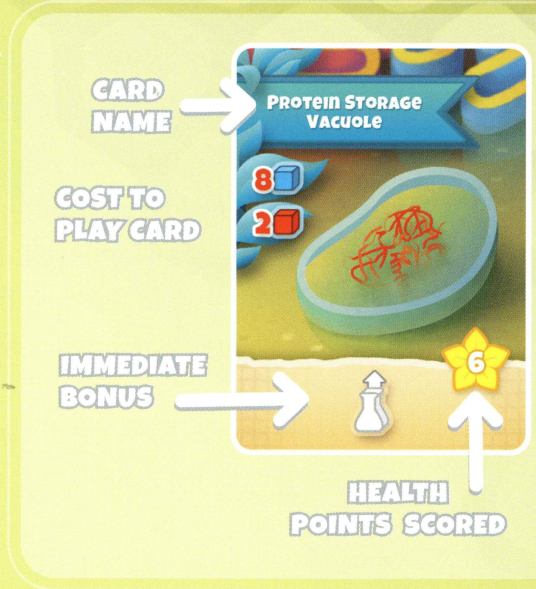 CARD
NAME
PROTEIN STORAGE
VACUOLE
COST TO
PLAY CARD
8
2
IMMEDIATE
BONUS
6
HEALTH
POINTS SCORED